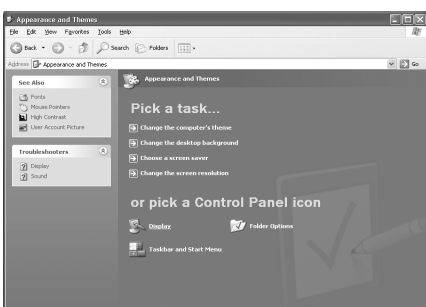 Appearance and Themes
File Edit View Favorites Tools Help
Back Search Folders
Address Appearance and Themes Go
See Also
Fonts
Mouse Pointers
High Contrast
User Account Picture
Troubleshooters
Display
Sound
Appearance and Themes
Pick a task...
Change the computer's theme
Change the desktop background
Choose a screen saver
Change the screen resolution
or pick a Control Panel icon
Display Folder Options
Taskbar and Start Menu